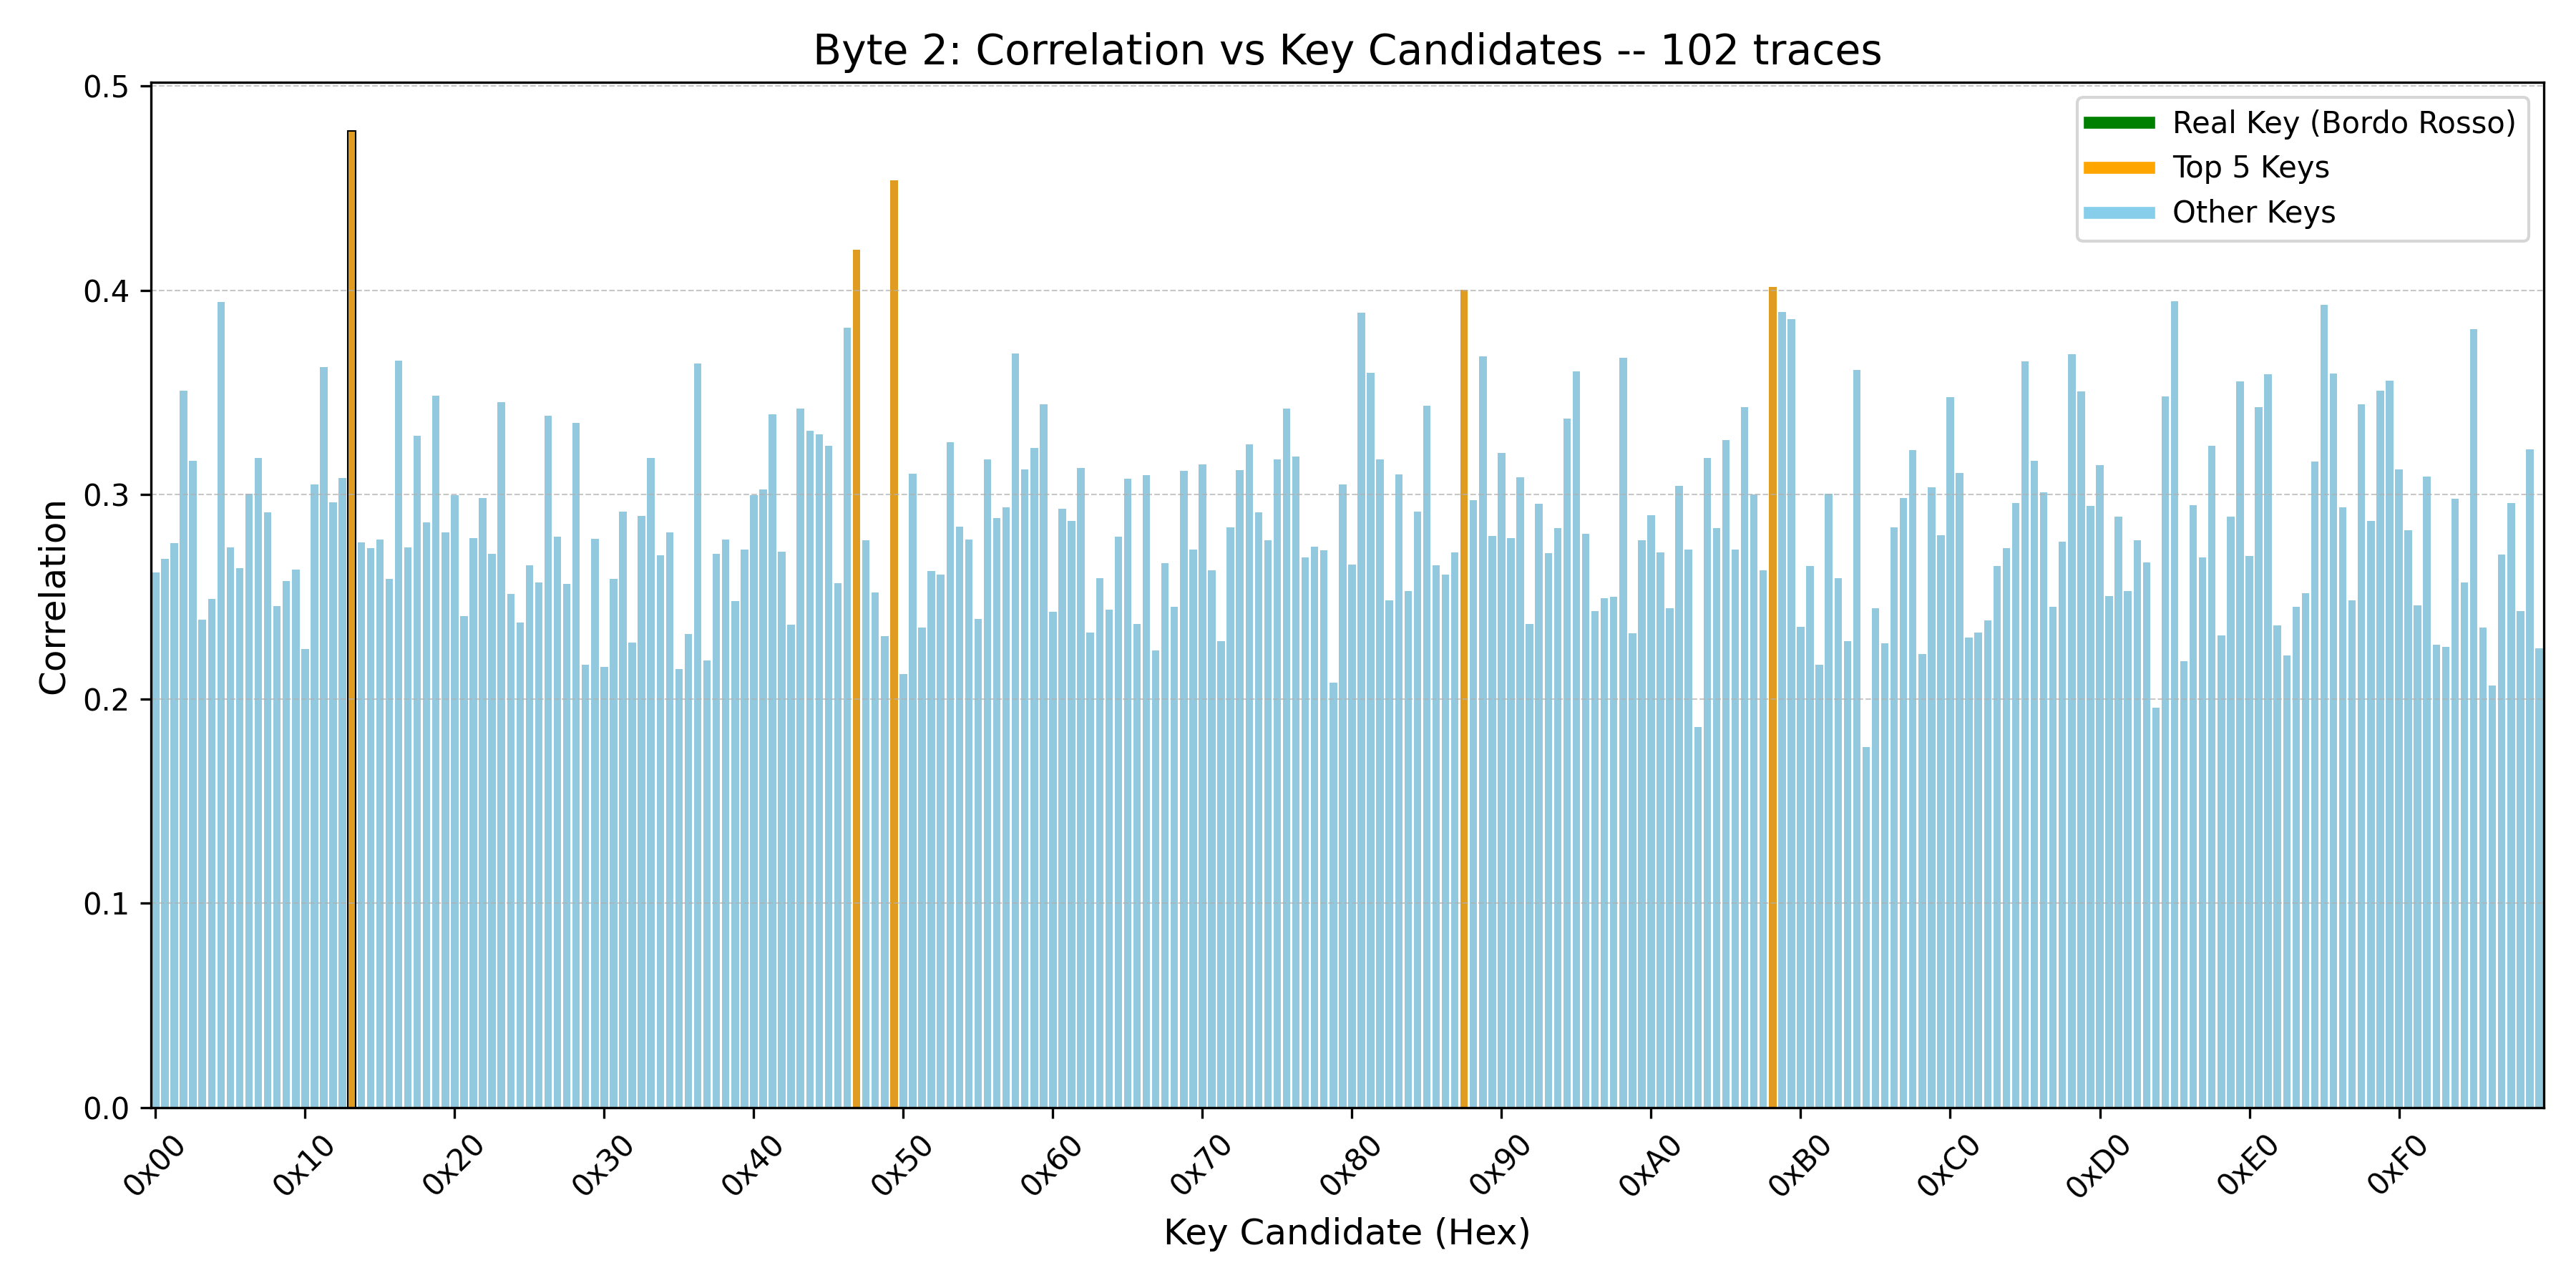 Byte 2: Correlation vs Key Candidates -- 102 traces
0.5
0.4
0.3
0.2
0.1
0.0
Correlation
Real Key (Bordo Rosso)
Top 5 Keys
Other Keys
0x00 0x10 0x20 0x30 0x40 0x50 0x60 0x70 0x80 0x90 0xA0 0xB0 0xC0 0xD0 0xE0 0xF0
Key Candidate (Hex)